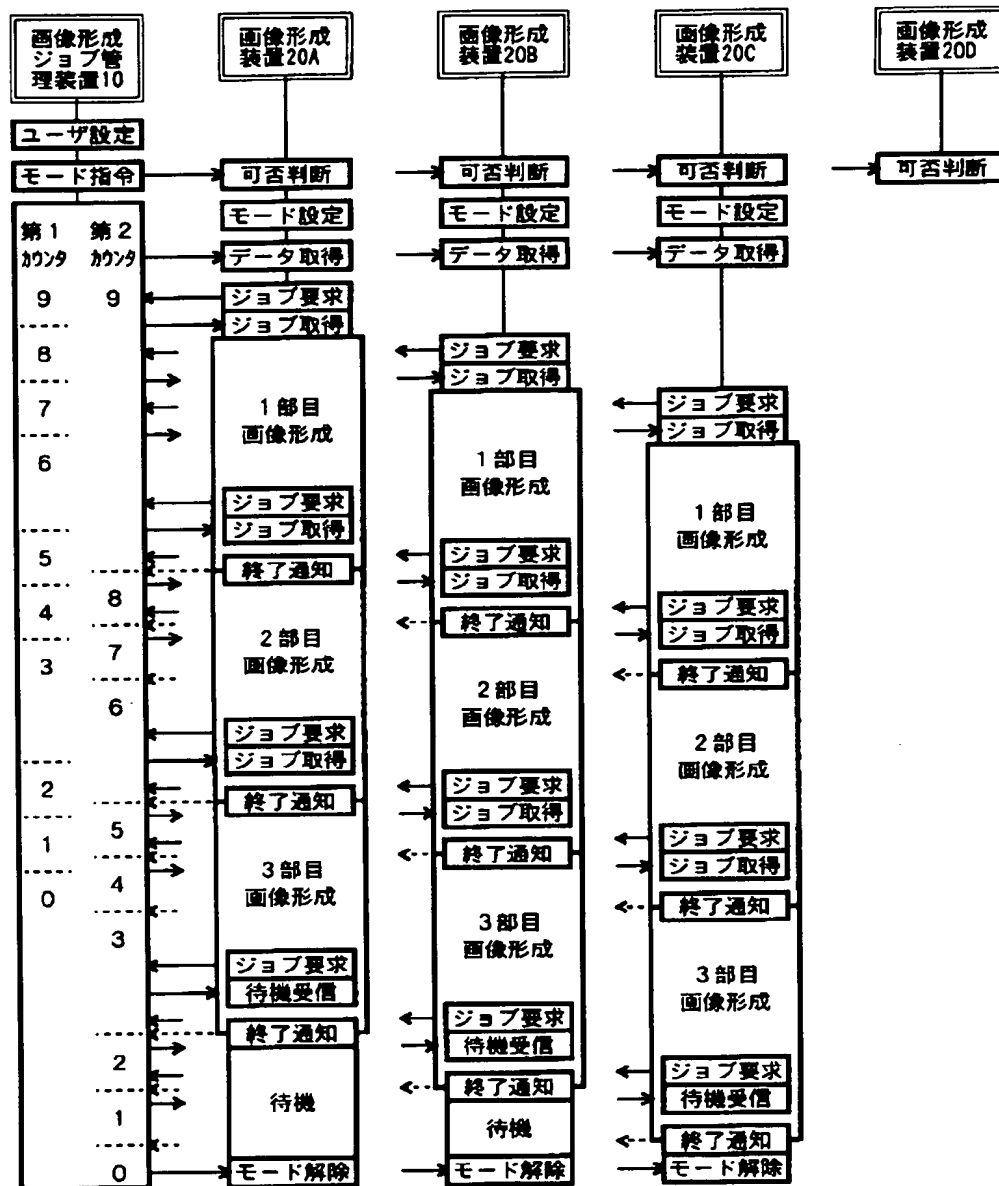 画像形成
ジョブ管
理装置10
ユーザ設定
モード指令
第1 第2
カウンタ カウンタ
9 9
8
7
6
5
8
4
7
3
6
2
5
1
4
0
3
2
1
0
画像形成
装置20A
可否判断
モード設定
データ取得
ジョブ要求
ジョブ取得
1部目
画像形成
ジョブ要求
ジョブ取得
終了通知
2部目
画像形成
ジョブ要求
ジョブ取得
終了通知
3部目
画像形成
ジョブ要求
待機受信
終了通知
待機
モード解除
画像形成
装置20B
可否判断
モード設定
データ取得
ジョブ要求
ジョブ取得
1部目
画像形成
ジョブ要求
ジョブ取得
終了通知
2部目
画像形成
ジョブ要求
ジョブ取得
終了通知
3部目
画像形成
ジョブ要求
待機受信
終了通知
待機
モード解除
画像形成
装置20C
可否判断
モード設定
データ取得
ジョブ要求
ジョブ取得
1部目
画像形成
ジョブ要求
ジョブ取得
終了通知
2部目
画像形成
ジョブ要求
ジョブ取得
終了通知
3部目
画像形成
ジョブ要求
待機受信
終了通知
モード解除
画像形成
装置20D
可否判断